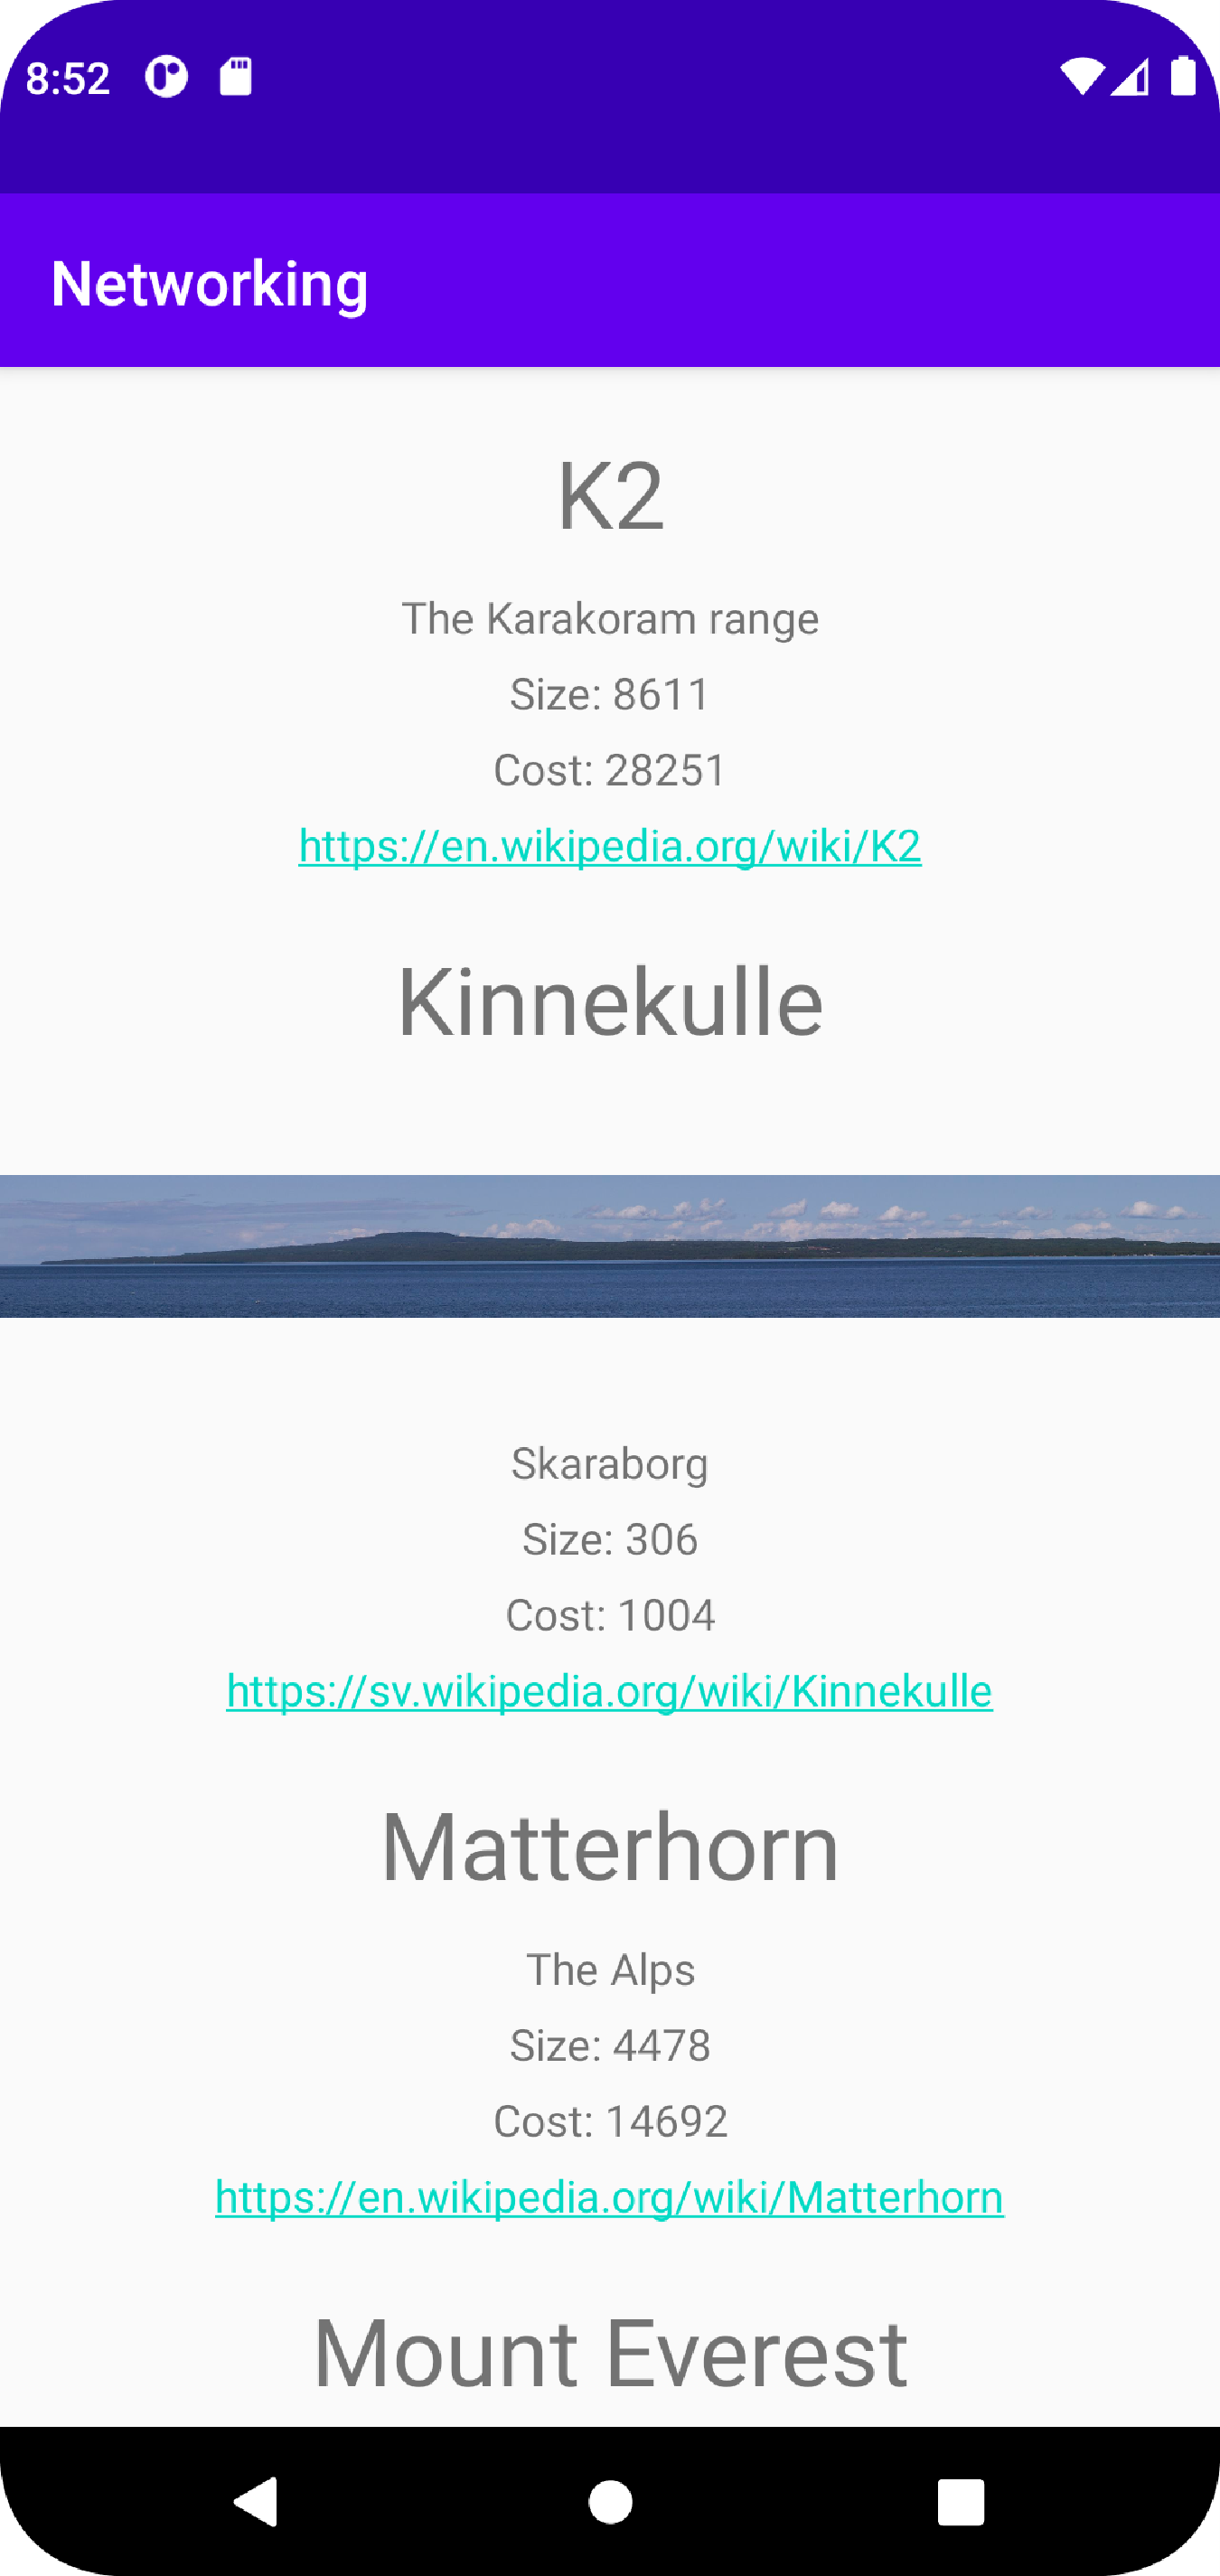 8:52
Networking
K2
The Karakoram range
Size: 8611
Cost: 28251
https://en.wikipedia.org/wiki/K2
Kinnekulle
Skaraborg
Size: 306
Cost: 1004
https://sv.wikipedia.org/wiki/Kinnekulle
Matterhorn
The Alps
Size: 4478
Cost: 14692
https://en.wikipedia.org/wiki/Matterhorn
Mount Everest